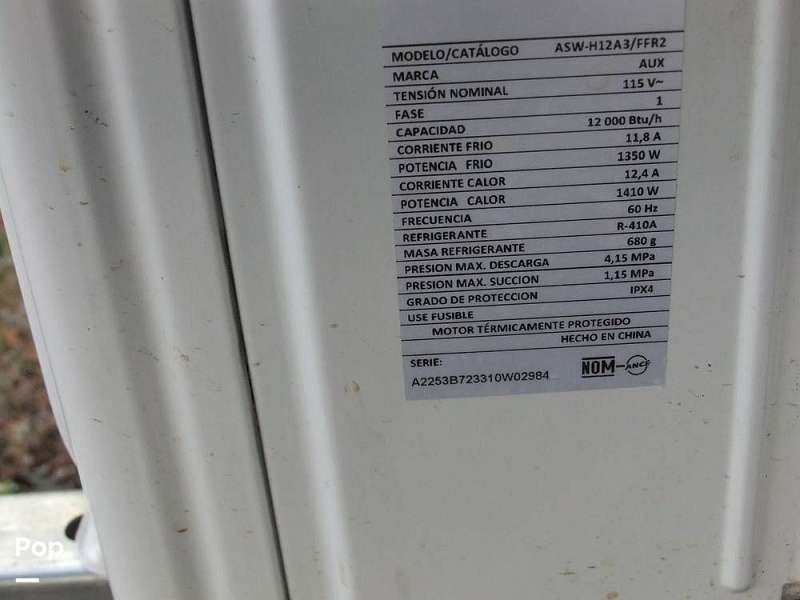 MODELO/CATÁLOGO ASW-H12A3/FFR2
MARCA AUX
TENSIÓN NOMINAL 115 V~
FASE 1
CAPACIDAD 12 000 Btu/h
CORRIENTE FRIO 11,8 A
POTENCIA FRIO 1350 W
CORRIENTE CALOR 12,4 A
POTENCIA CALOR 1410 W
FRECUENCIA 60 Hz
REFRIGERANTE R-410A
MASA REFRIGERANTE 680 g
PRESION MAX. DESCARGA 4,15 MPa
PRESION MAX. SUCCION 1,15 MPa
GRADO DE PROTECCION IPX4
USE FUSIBLE
MOTOR TÉRMICAMENTE PROTEGIDO
HECHO EN CHINA
SERIE:
NOM-ANCE
A2253B723310W02984
Pop